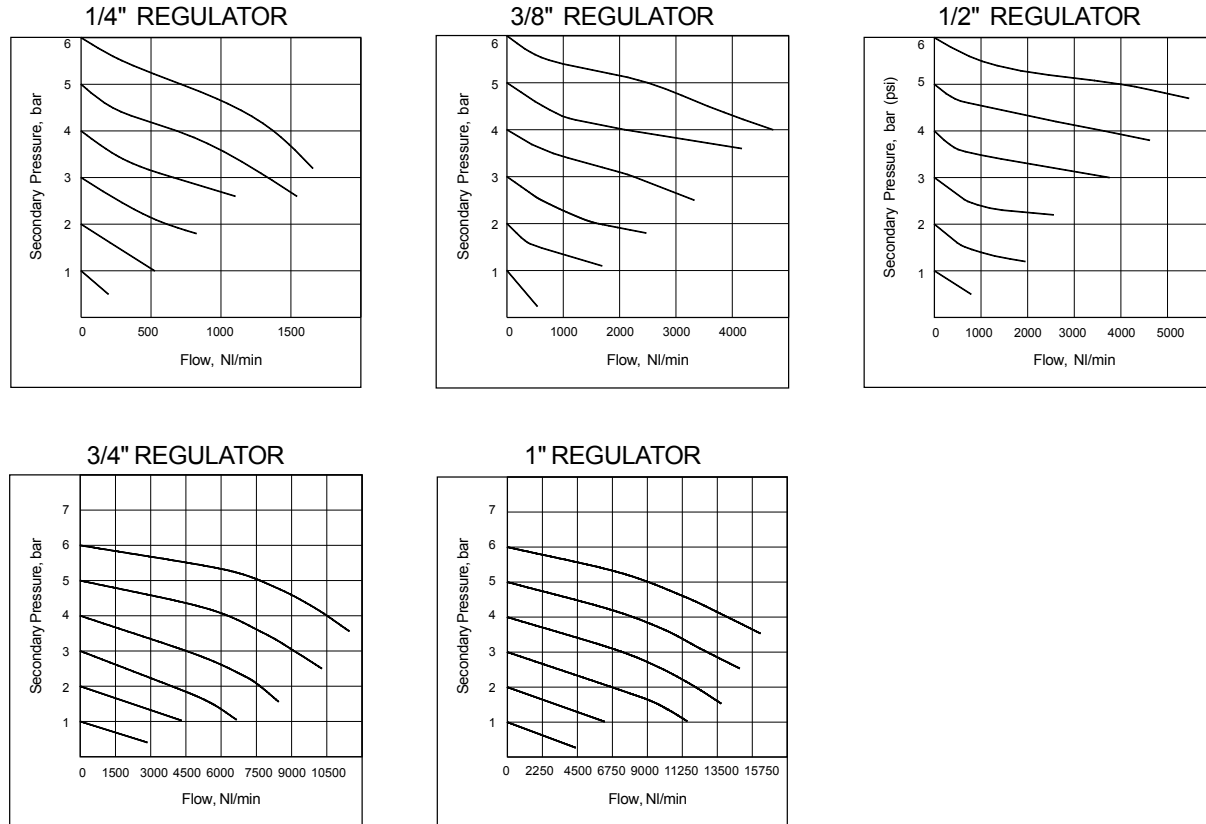 1/4" REGULATOR
Secondary Pressure, bar
6
5
4
3
2
1
0 500 1000 1500
Flow, Nl/min
3/8" REGULATOR
Secondary Pressure, bar
6
5
4
3
2
1
0 1000 2000 3000 4000
Flow, Nl/min
1/2" REGULATOR
Secondary Pressure, bar (psi)
6
5
4
3
2
1
0 1000 2000 3000 4000 5000
Flow, Nl/min
3/4" REGULATOR
Secondary Pressure, bar
7
6
5
4
3
2
1
0 1500 3000 4500 6000 7500 9000 10500
Flow, Nl/min
1" REGULATOR
Secondary Pressure, bar
7
6
5
4
3
2
1
0 2250 4500 6750 9000 11250 13500 15750
Flow, Nl/min